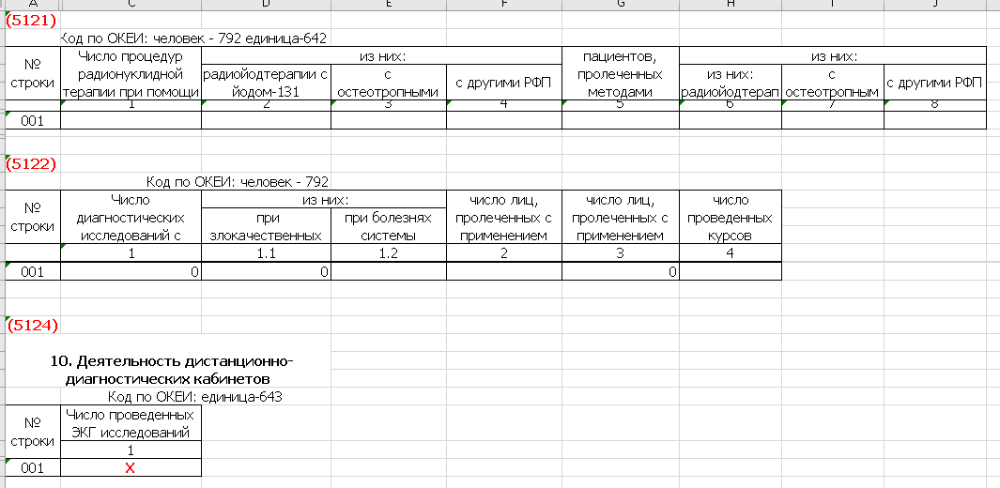 A C D E F G H I J
(5121)
Код по ОКЕИ: человек - 792 единица-642
№ строки Число процедур радионуклидной терапии при помощи из них: пациентов, пролеченных методами из них:
радиойодтерапии с йодом-131 с остеотропными с другими РФП из них: радиойодтерап с остеотропным с другими РФП
1 2 3 4 5 6 7 8
001
(5122)
Код по ОКЕИ: человек - 792
№ строки Число диагностических исследований с из них: число лиц, пролеченных с применением число лиц, пролеченных с применением число проведенных курсов
при злокачественных при болезнях системы
1 1.1 1.2 2 3 4
001 0 0 0
(5124)
10. Деятельность дистанционно-
диагностических кабинетов
Код по ОКЕИ: единица-643
№ строки Число проведенных ЭКГ исследований
1
001 X